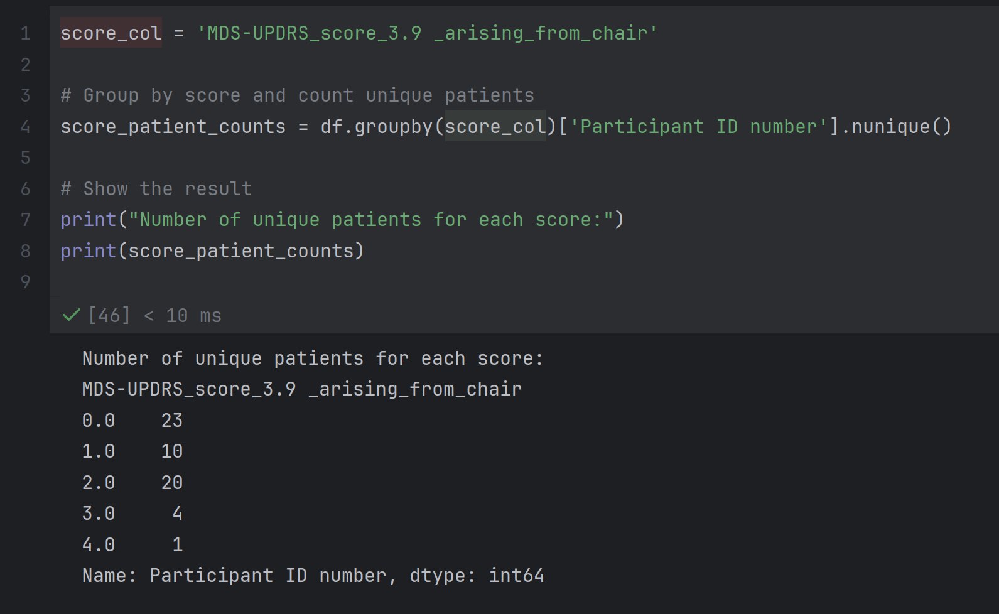 1 score_col = 'MDS-UPDRS_score_3.9 _arising_from_chair'
2
3 # Group by score and count unique patients
4 score_patient_counts = df.groupby(score_col)['Participant ID number'].nunique()
5
6 # Show the result
7 print("Number of unique patients for each score:")
8 print(score_patient_counts)
9
[46] < 10 ms
Number of unique patients for each score:
MDS-UPDRS_score_3.9 _arising_from_chair
0.0    23
1.0    10
2.0    20
3.0     4
4.0     1
Name: Participant ID number, dtype: int64